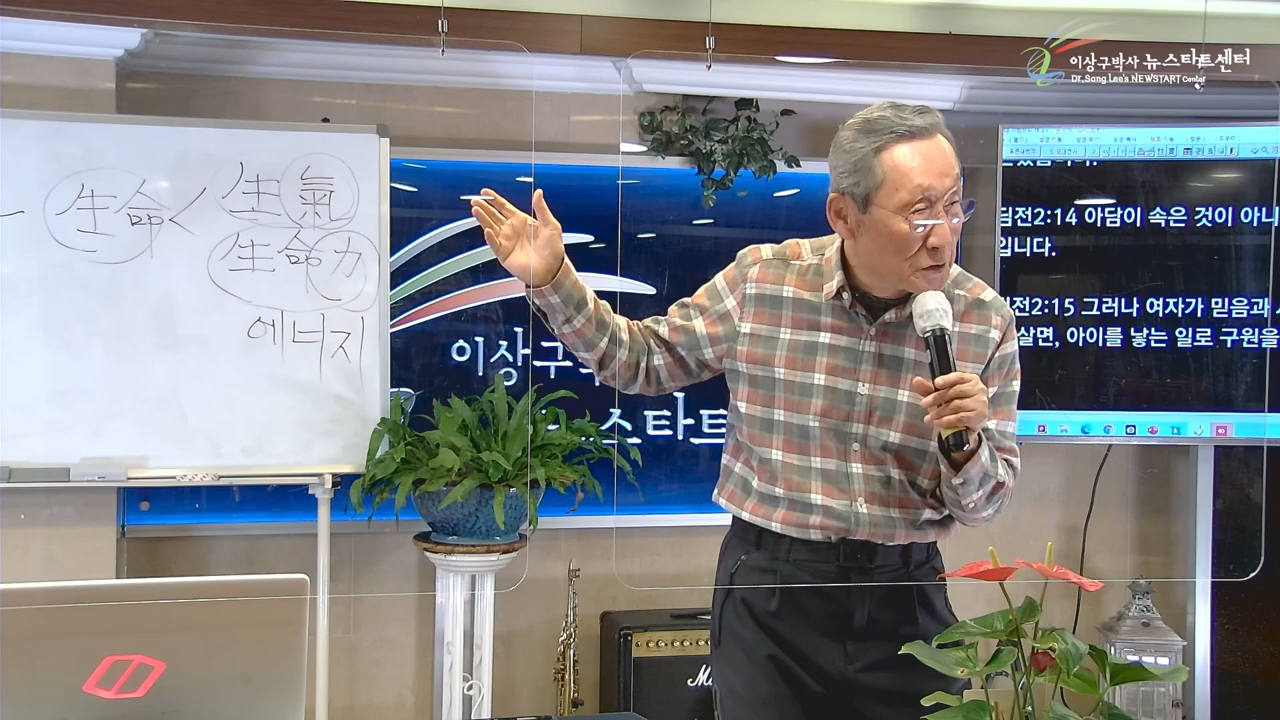 이상구박사 뉴스타트센터
Dr. Sang Lee's NEWSTART Center
生命 < 生氣
生命力
에너지
이상구
뉴스타트
딤전2:14 아담이 속은 것이 아니
입니다.
딤전2:15 그러나 여자가 믿음과
살면, 아이를 낳는 일로 구원을
M